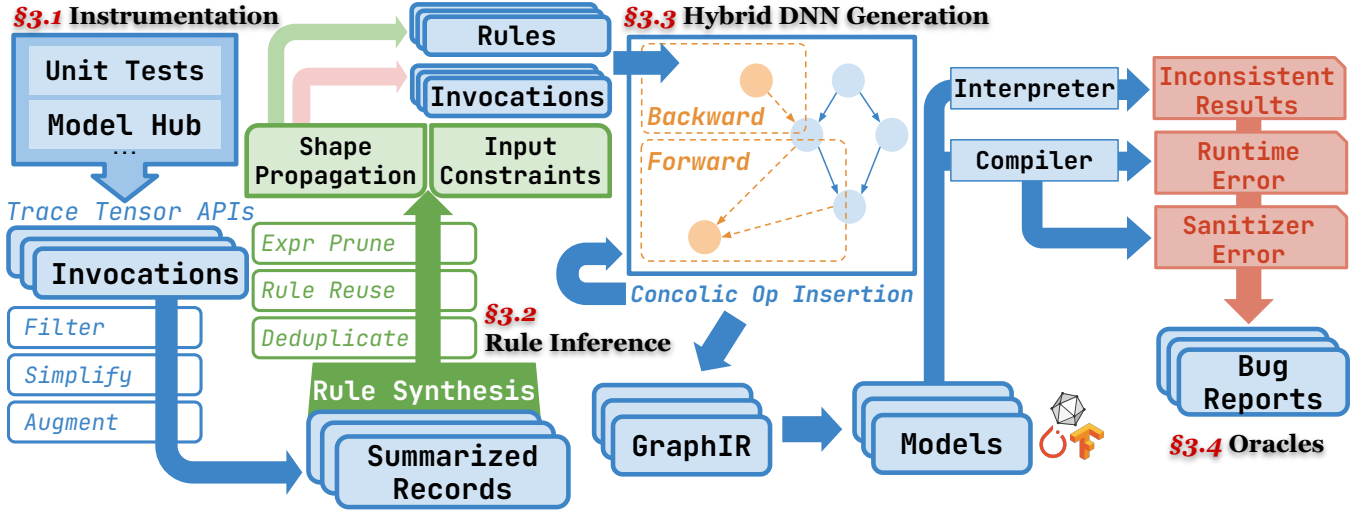 §3.1 Instrumentation
Unit Tests
Model Hub
...
Trace Tensor APIs
Invocations
Filter
Simplify
Augment
Rules
Invocations
Shape
Propagation
Input
Constraints
Expr Prune
Rule Reuse
Deduplicate
§3.2
Rule Inference
Rule Synthesis
Summarized
Records
§3.3 Hybrid DNN Generation
Backward
Forward
Concolic Op Insertion
GraphIR
Models
Interpreter
Compiler
Inconsistent
Results
Runtime
Error
Sanitizer
Error
Bug
Reports
§3.4 Oracles